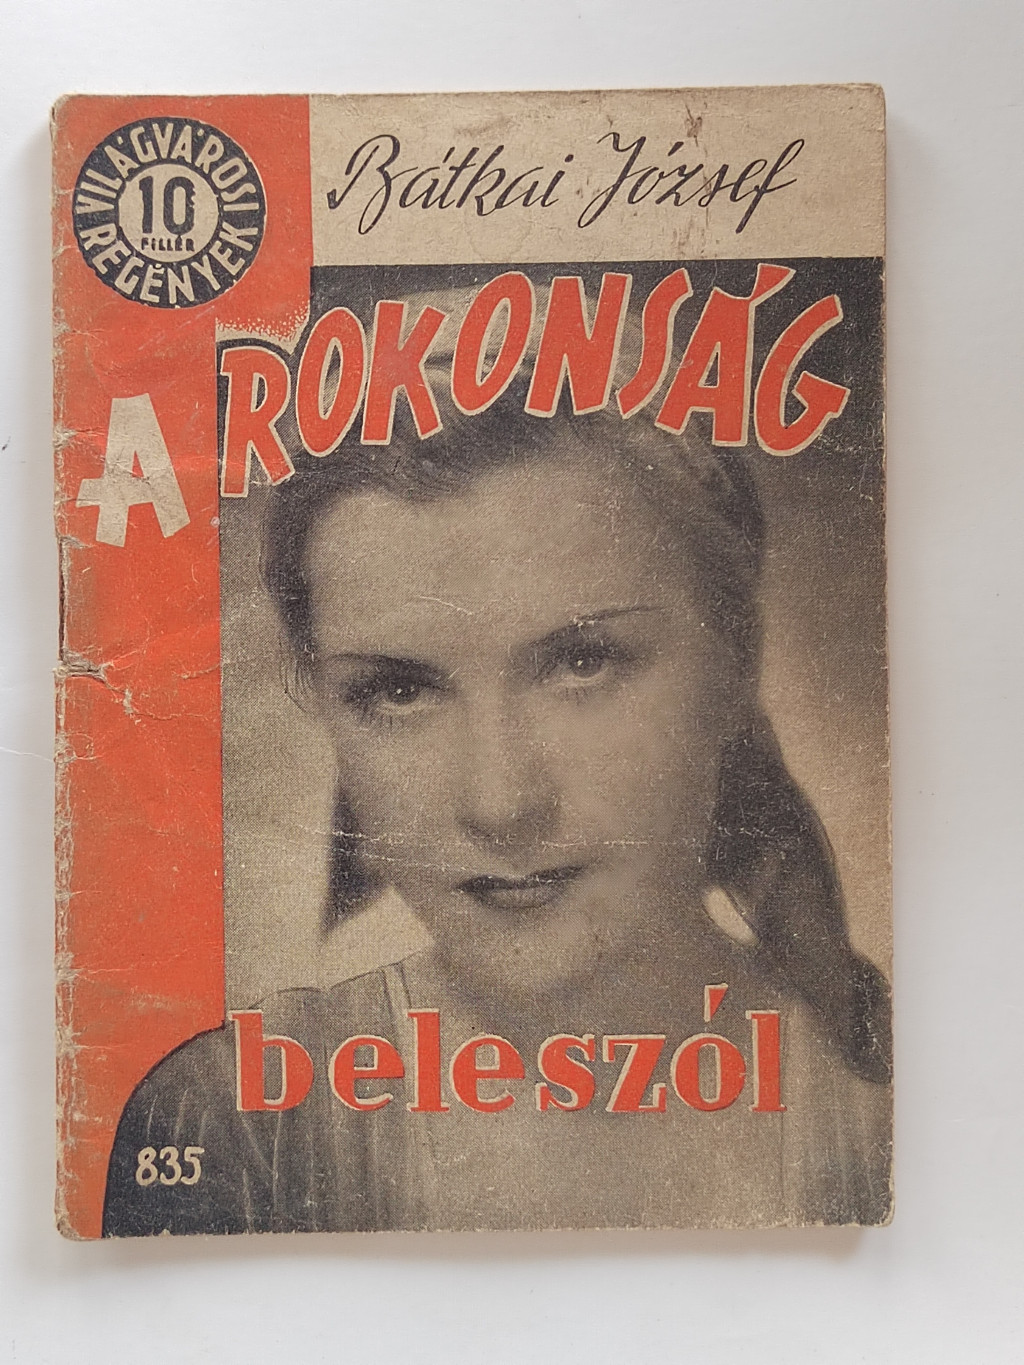 VILÁGVÁROSI
10
FILLÉR
REGÉNYEK
Bátkai József
A ROKONSÁG
beleszól
835